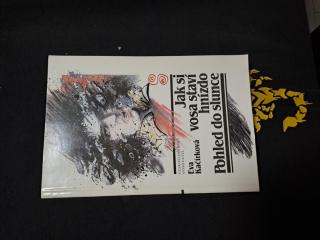 Eva
Kačírková
Jak si
vosa staví
hnízdo
Pohled do slunce